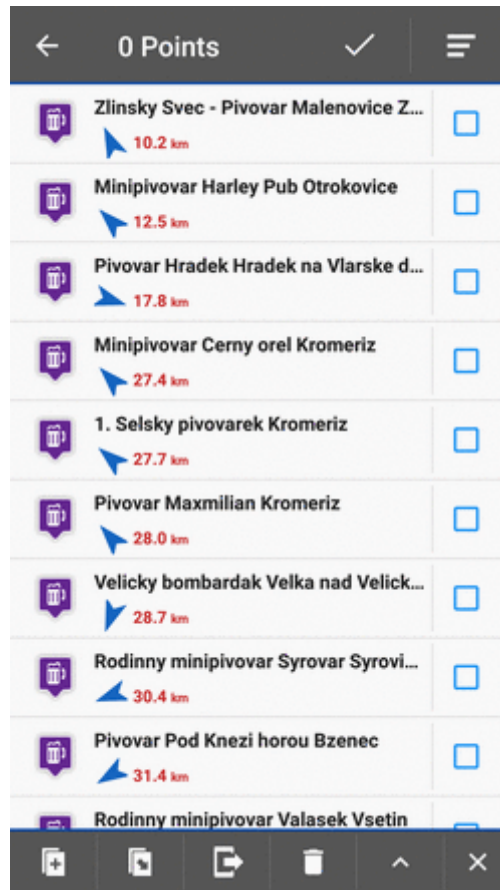 0 Points
Zlinsky Svec - Pivovar Malenovice Z...
10.2 km
Minipivovar Harley Pub Otrokovice
12.5 km
Pivovar Hradek Hradek na Vlarske d...
17.8 km
Minipivovar Cerny orel Kromeriz
27.4 km
1. Selsky pivovarek Kromeriz
27.7 km
Pivovar Maxmilian Kromeriz
28.0 km
Velicky bombardak Velka nad Velick...
28.7 km
Rodinny minipivovar Syrovar Syrovi...
30.4 km
Pivovar Pod Knezi horou Bzenec
31.4 km
Rodinny minipivovar Valasek Vsetin